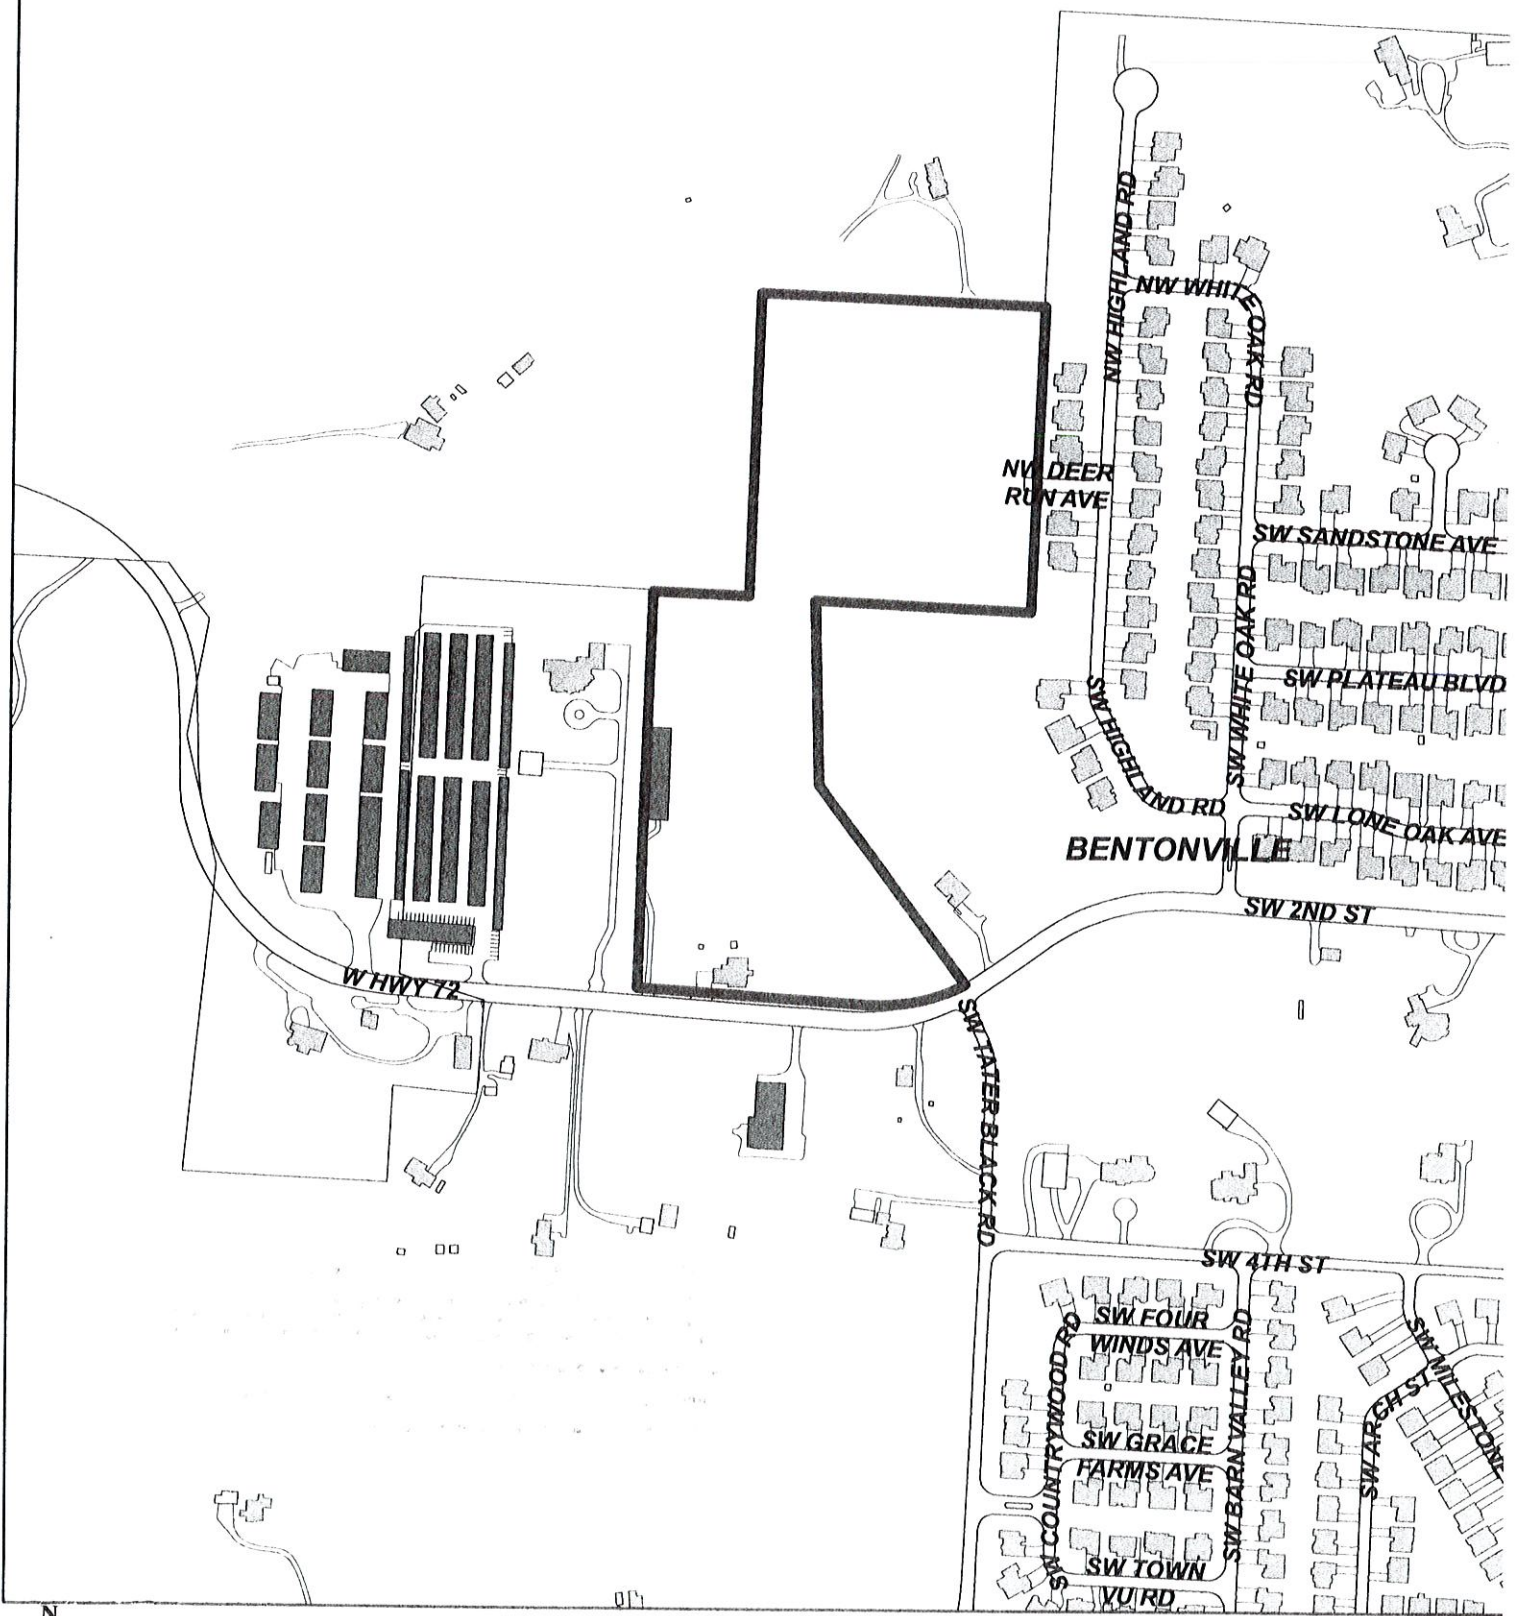 NW HIGHLAND RD
NW WHITE OAK RD
NW DEER
RUN AVE
SW SANDSTONE AVE
SW WHITE OAK RD
SW PLATEAU BLVD
SW HIGHLAND RD
SW LONE OAK AVE
BENTONVILLE
SW 2ND ST
W HWY 72
SW TATER BLACK RD
SW 4TH ST
SW FOUR
WINDS AVE
SW COUNTRYWOOD RD
SW BARN VALLEY RD
SW MILESTONE
SW ARCH ST
SW GRACE
FARMS AVE
SW TOWN
VU RD
N